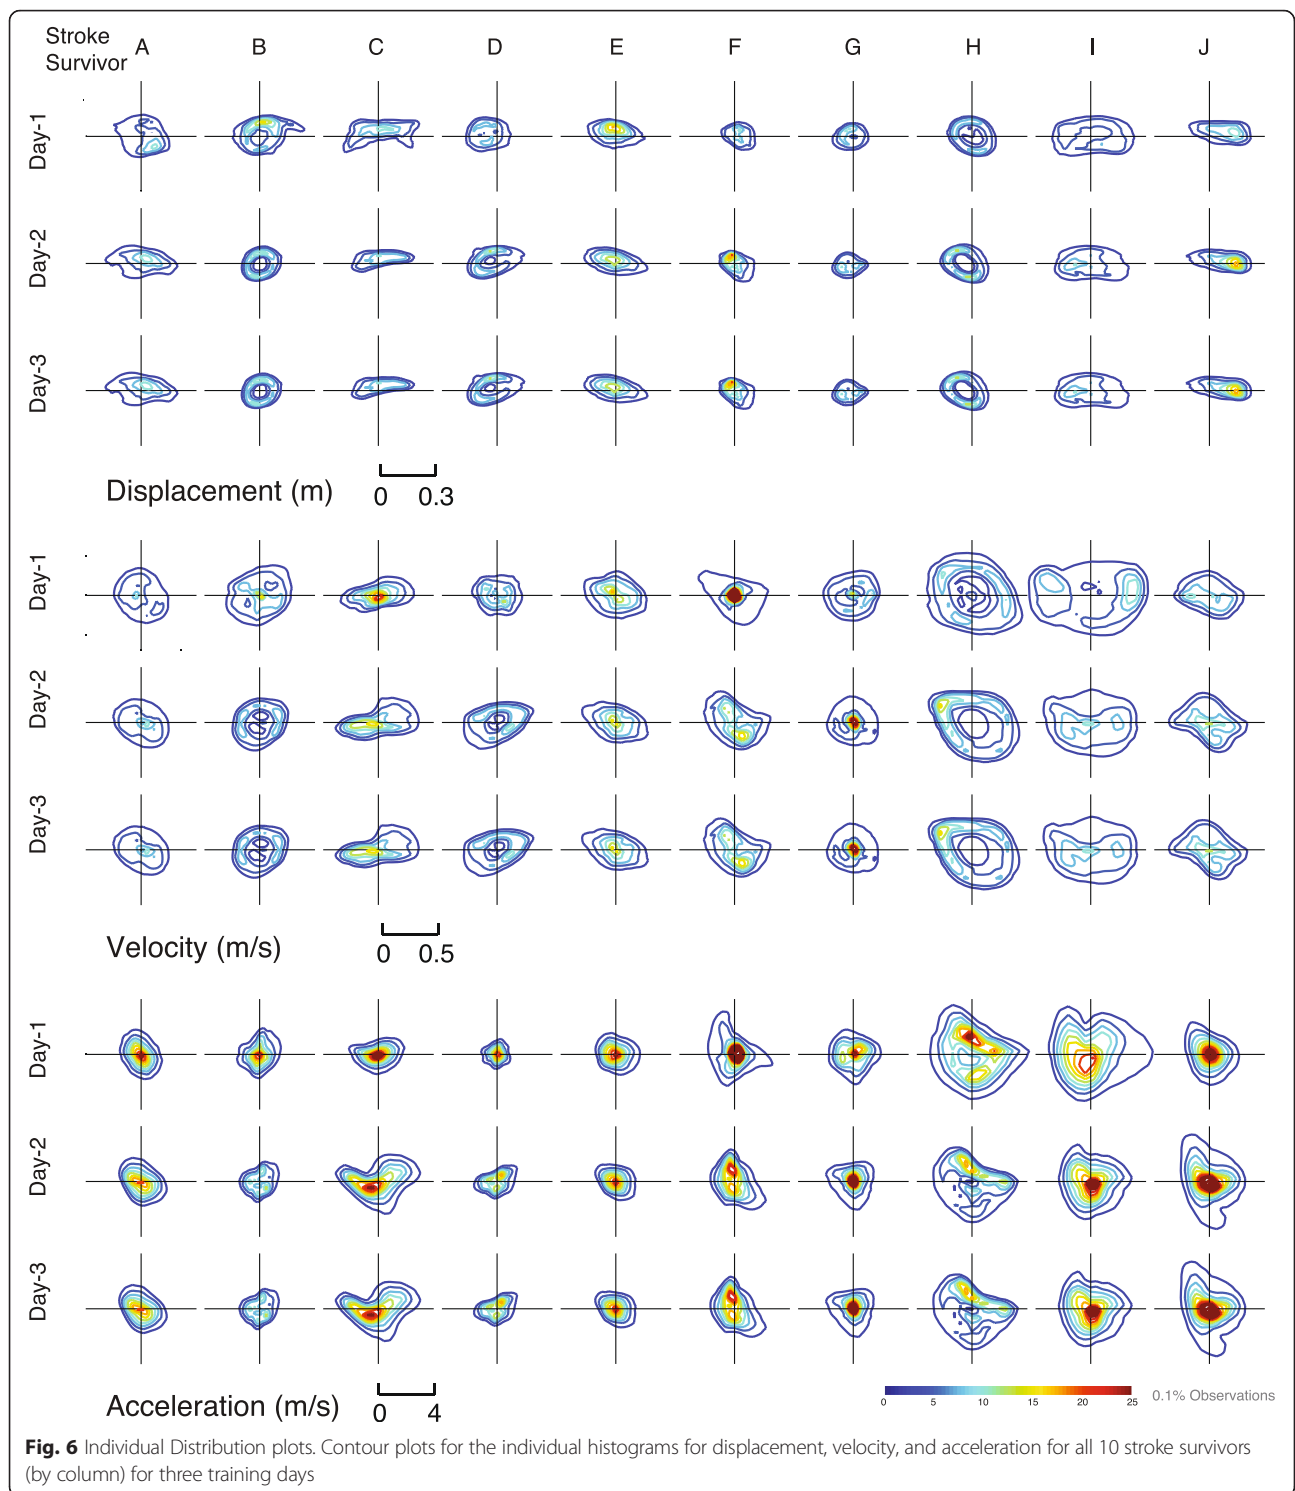 Stroke
Survivor A B C D E F G H I J
Day-1
Day-2
Day-3
Displacement (m) 0 0.3
Day-1
Day-2
Day-3
Velocity (m/s) 0 0.5
Day-1
Day-2
Day-3
Acceleration (m/s) 0 4
0 5 10 15 20 25 0.1% Observations
Fig. 6 Individual Distribution plots. Contour plots for the individual histograms for displacement, velocity, and acceleration for all 10 stroke survivors
(by column) for three training days